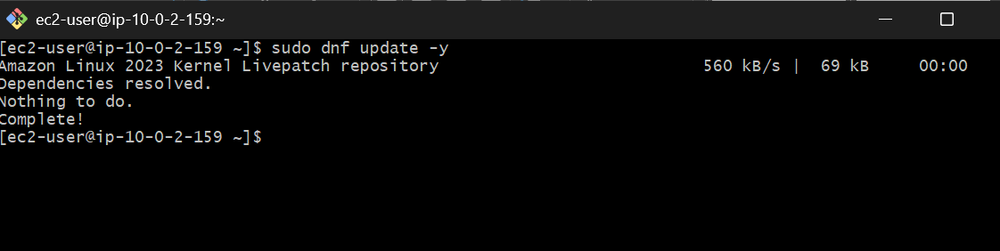 ec2-user@ip-10-0-2-159:~
[ec2-user@ip-10-0-2-159 ~]$ sudo dnf update -y
Amazon Linux 2023 Kernel Livepatch repository 560 kB/s | 69 kB 00:00
Dependencies resolved.
Nothing to do.
Complete!
[ec2-user@ip-10-0-2-159 ~]$